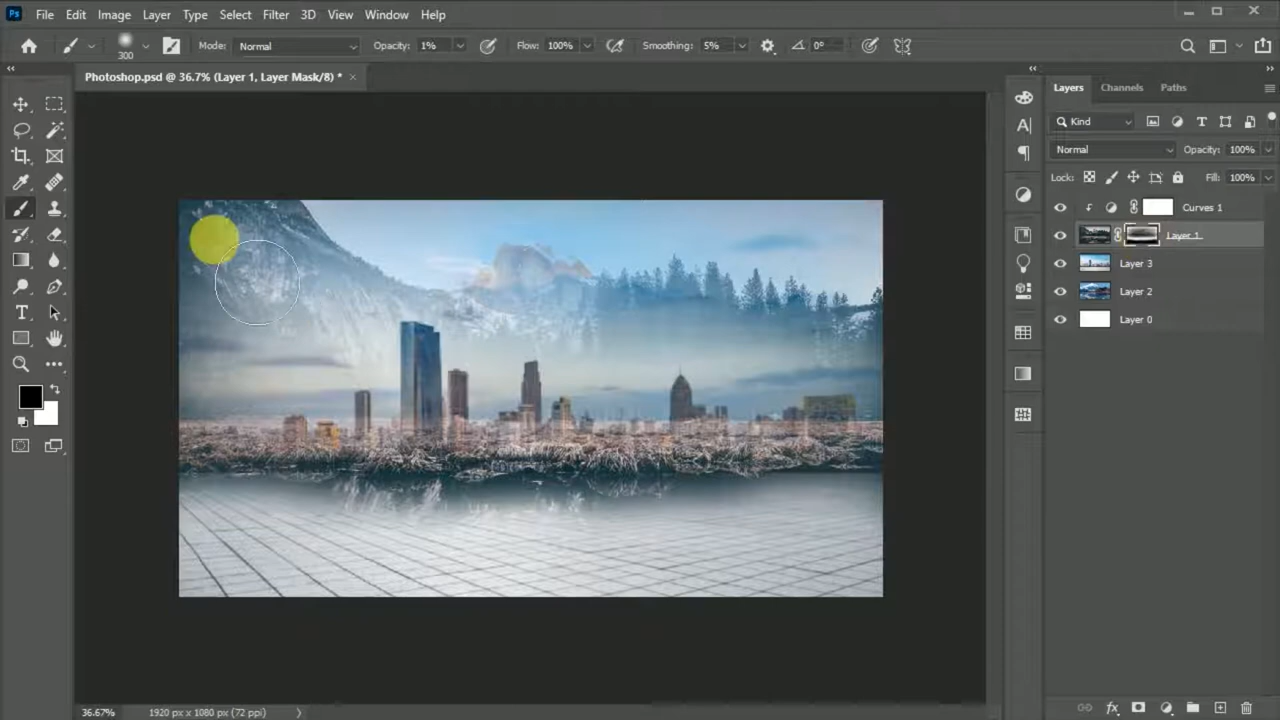 Ps File Edit Image Layer Type Select Filter 3D View Window Help
300 Mode: Normal Opacity: 1% Flow: 100% Smoothing: 5% 0°
Photoshop.psd @ 36.7% (Layer 1, Layer Mask/8) *
Layers Channels Paths
Kind
Normal Opacity: 100%
Lock: Fill: 100%
Curves 1
Layer 1
Layer 3
Layer 2
Layer 0
36.67% 1920 px x 1080 px (72 ppi)